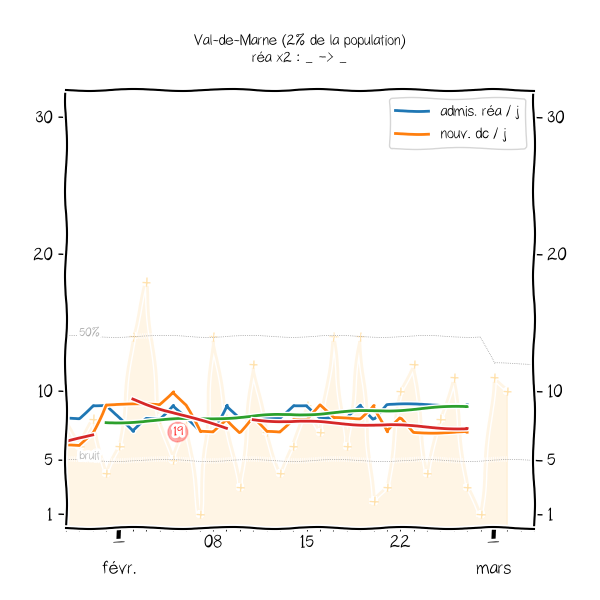 Val-de-Marne (2% de la population)
réa x2 : _ -> _
admis. réa / j
nouv. dc / j
30
30
20
20
50%
10
10
19
bruit
5
5
1
1
08
15
22
févr.
mars